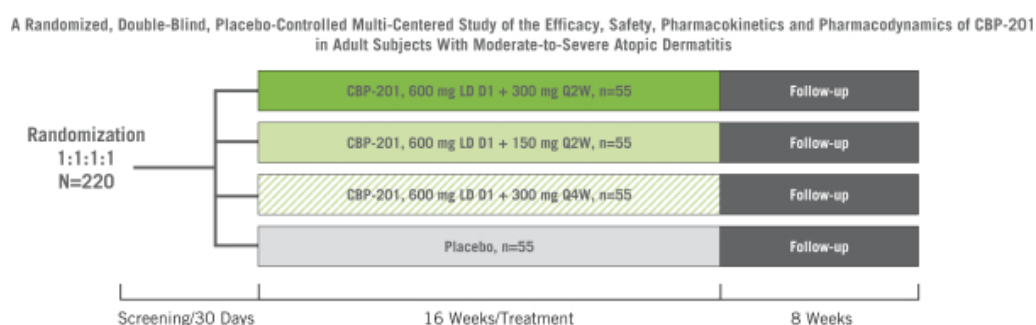 A Randomized, Double-Blind, Placebo-Controlled Multi-Centered Study of the Efficacy, Safety, Pharmacokinetics and Pharmacodynamics of CBP-201
in Adult Subjects With Moderate-to-Severe Atopic Dermatitis
CBP-201, 600 mg LD D1 + 300 mg Q2W, n=55
Follow-up
Randomization
1:1:1:1
N=220
CBP-201, 600 mg LD D1 + 150 mg Q2W, n=55
Follow-up
CBP-201, 600 mg LD D1 + 300 mg Q4W, n=55
Follow-up
Placebo, n=55
Follow-up
Screening/30 Days
16 Weeks/Treatment
8 Weeks